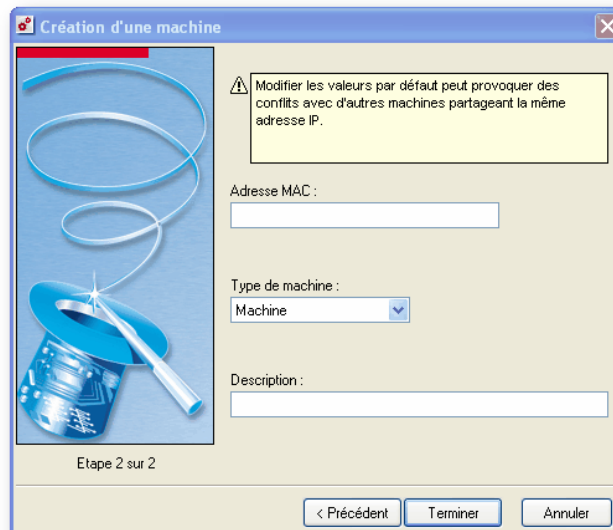 Création d'une machine
Modifier les valeurs par défaut peut provoquer des
conflits avec d'autres machines partageant la même
adresse IP.
Adresse MAC :
Type de machine :
Machine
Description :
Etape 2 sur 2
< Précédent
Terminer
Annuler